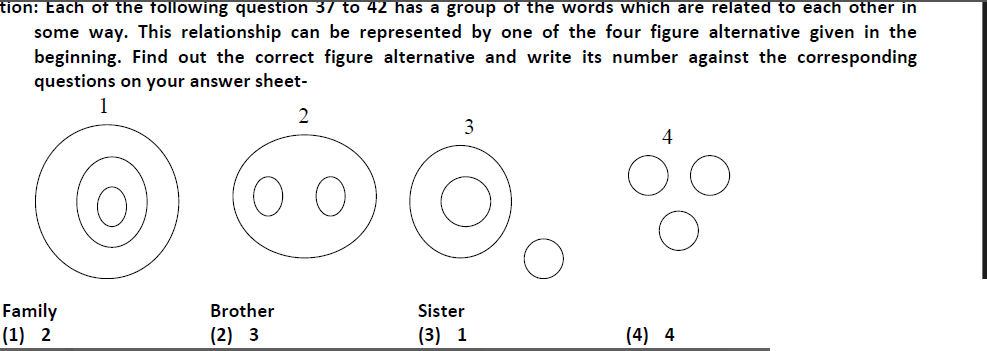 tion: Each of the following question 37 to 42 has a group of the words which are related to each other in
some way. This relationship can be represented by one of the four figure alternative given in the
beginning. Find out the correct figure alternative and write its number against the corresponding
questions on your answer sheet-
1
2
3
4
Family Brother Sister
(1) 2 (2) 3 (3) 1 (4) 4